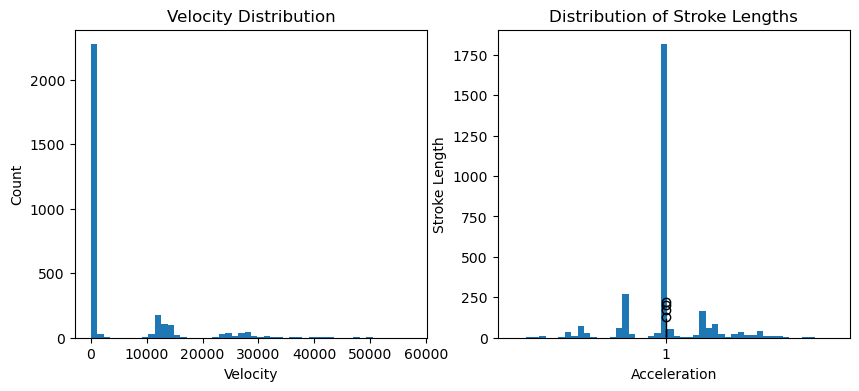 Velocity Distribution
2000
1500
1000
500
0
Count
0 10000 20000 30000 40000 50000 60000
Velocity
Distribution of Stroke Lengths
1750
1500
1250
1000
750
500
250
0
Stroke Length
1
Acceleration